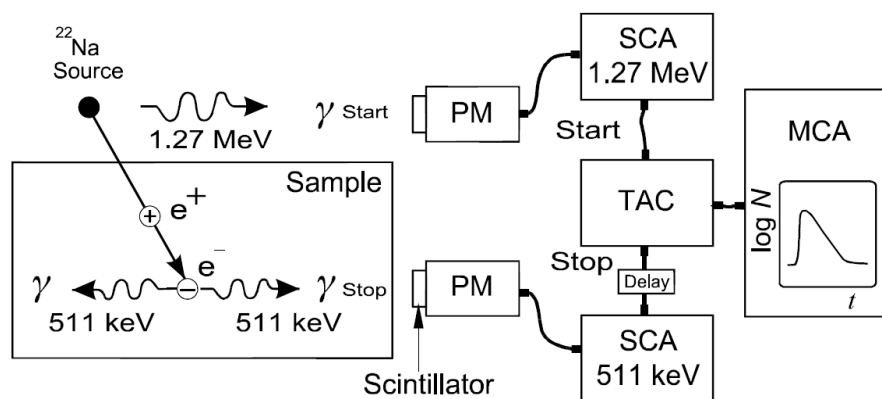 ²²Na
Source
1.27 MeV
γ Start
PM
SCA
1.27 MeV
Start
MCA
Sample
e⁺
+
TAC
log N
e⁻
Stop
γ
−
γ Stop
PM
Delay
t
511 keV
511 keV
SCA
511 keV
Scintillator